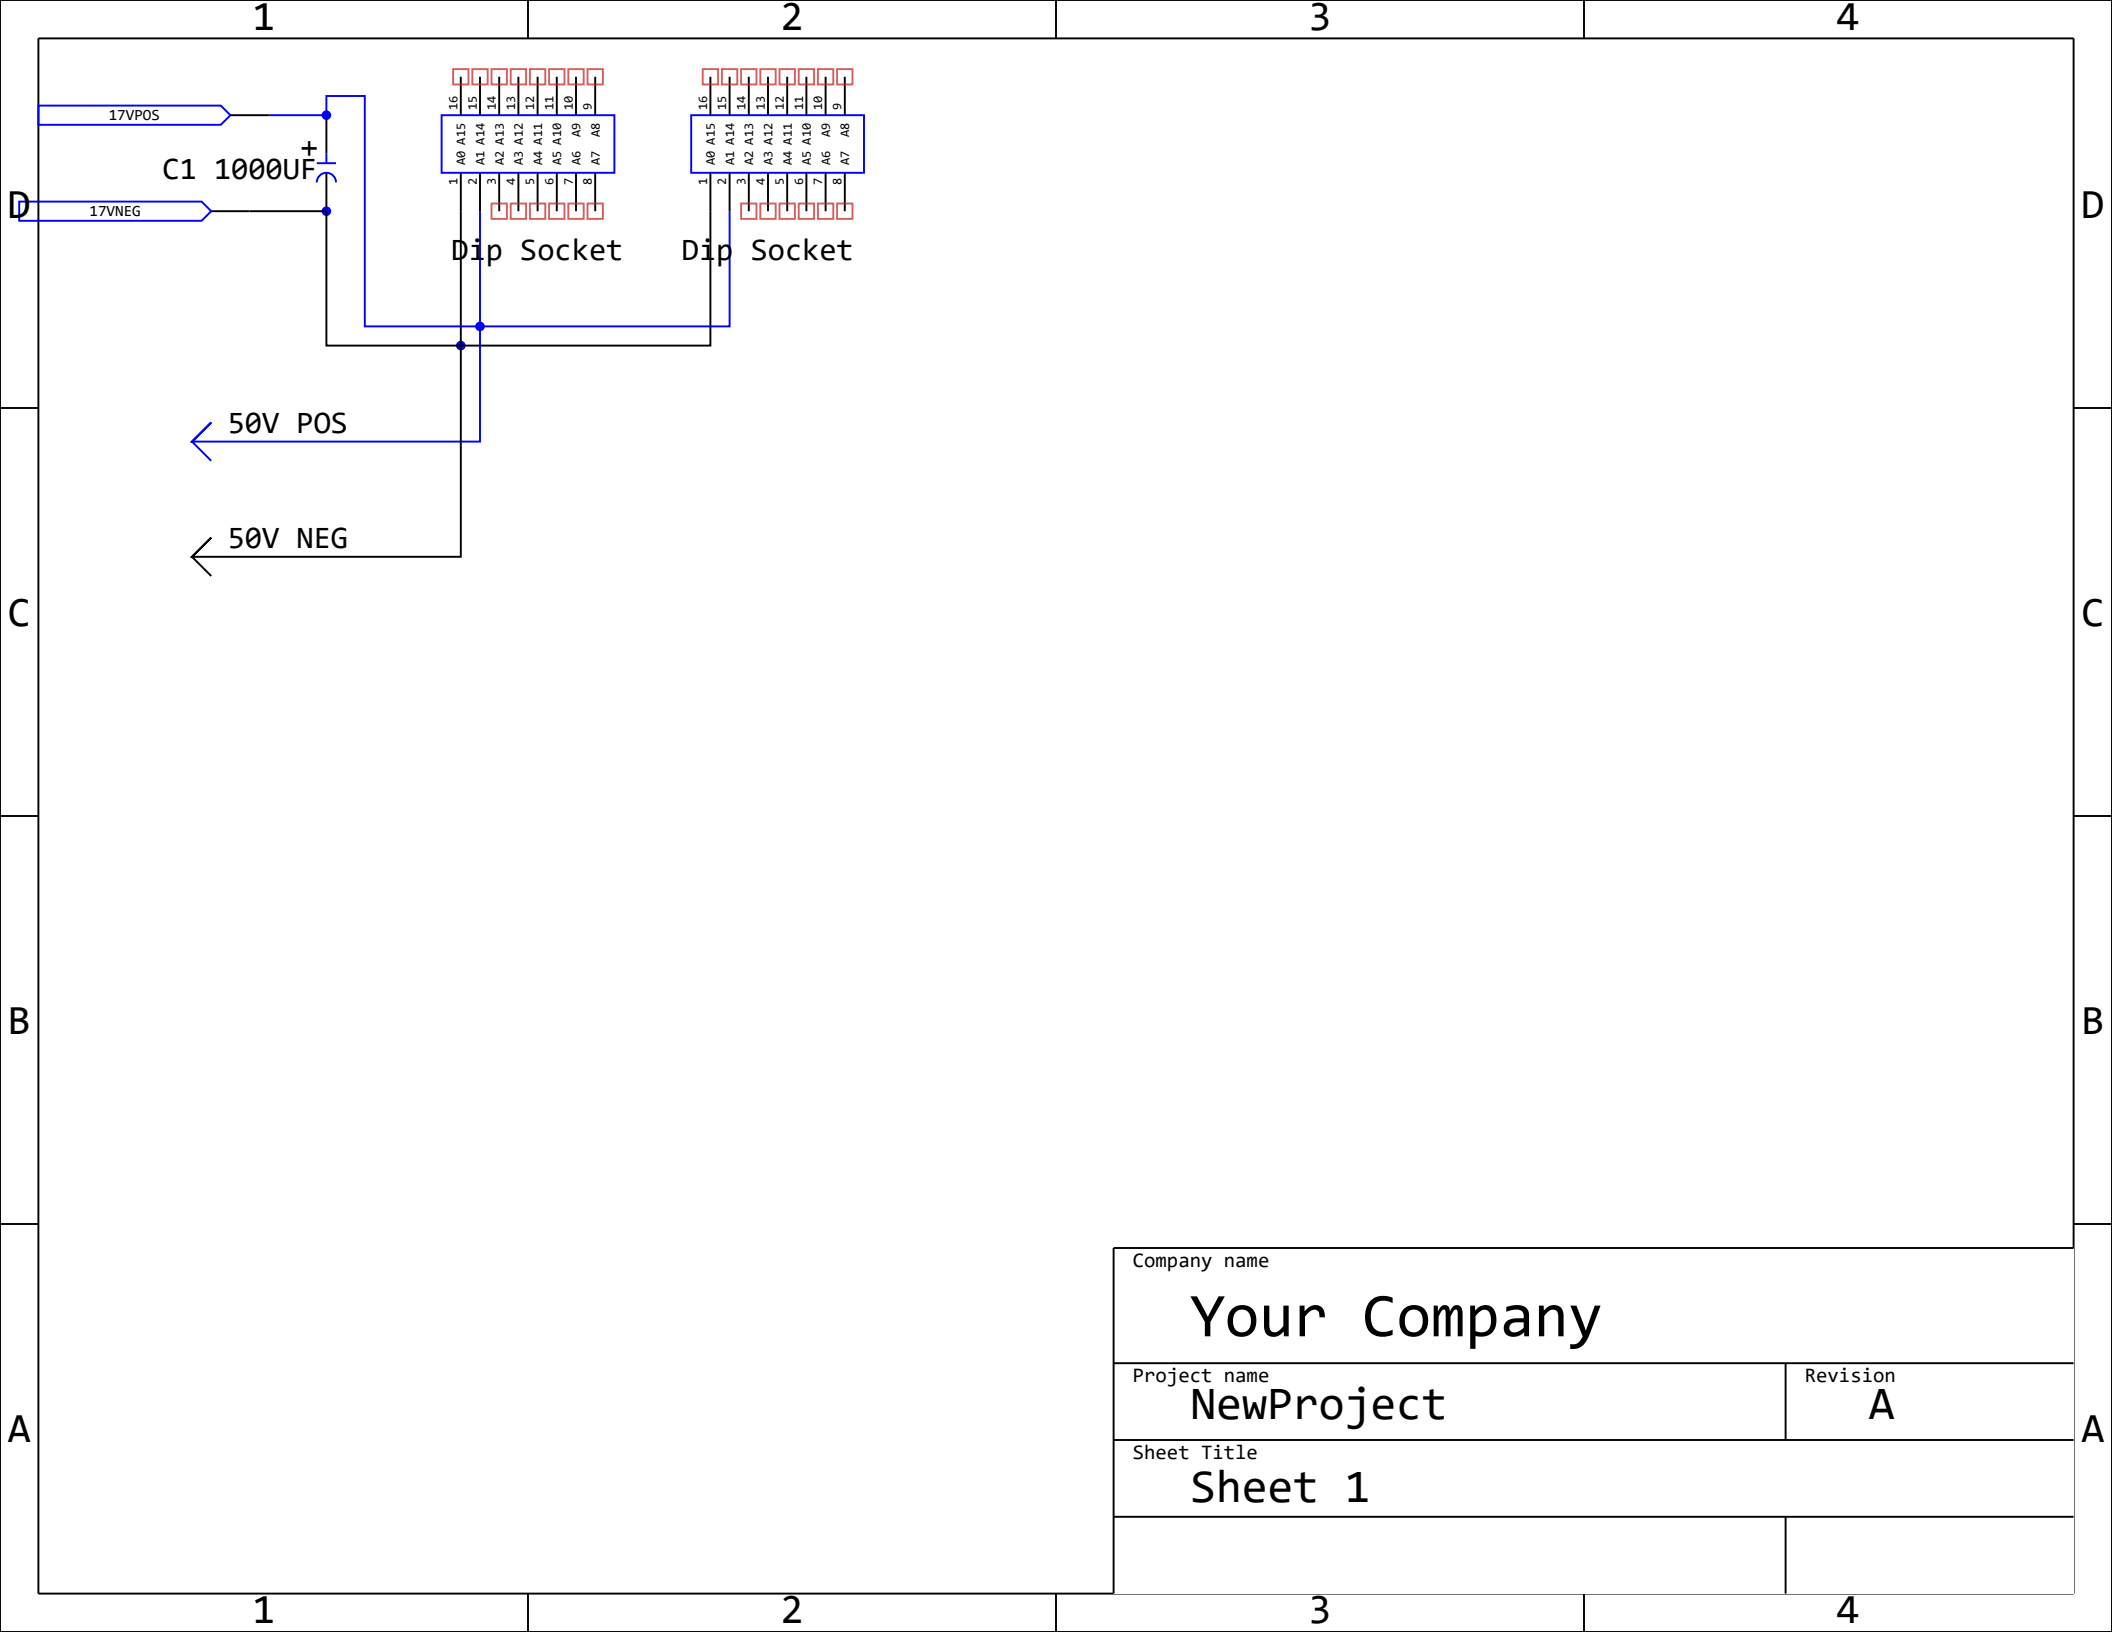 1 2 3 4
17VPOS
+
C1 1000UF
17VNEG
16 15 14 13 12 11 10 9
A15 A14 A13 A12 A11 A10 A9 A8
A0 A1 A2 A3 A4 A5 A6 A7
1 2 3 4 5 6 7 8
Dip Socket
16 15 14 13 12 11 10 9
A15 A14 A13 A12 A11 A10 A9 A8
A0 A1 A2 A3 A4 A5 A6 A7
1 2 3 4 5 6 7 8
Dip Socket
D D
50V POS
50V NEG
C C
B B
Company name
Your Company
Project name
NewProject
Revision
A
A A
Sheet Title
Sheet 1
1 2 3 4